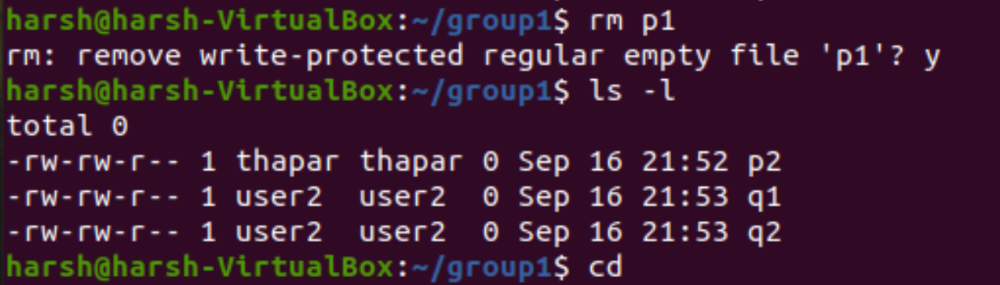 harsh@harsh-VirtualBox:~/group1$ rm p1
rm: remove write-protected regular empty file 'p1'? y
harsh@harsh-VirtualBox:~/group1$ ls -l
total 0
-rw-rw-r-- 1 thapar thapar 0 Sep 16 21:52 p2
-rw-rw-r-- 1 user2  user2  0 Sep 16 21:53 q1
-rw-rw-r-- 1 user2  user2  0 Sep 16 21:53 q2
harsh@harsh-VirtualBox:~/group1$ cd